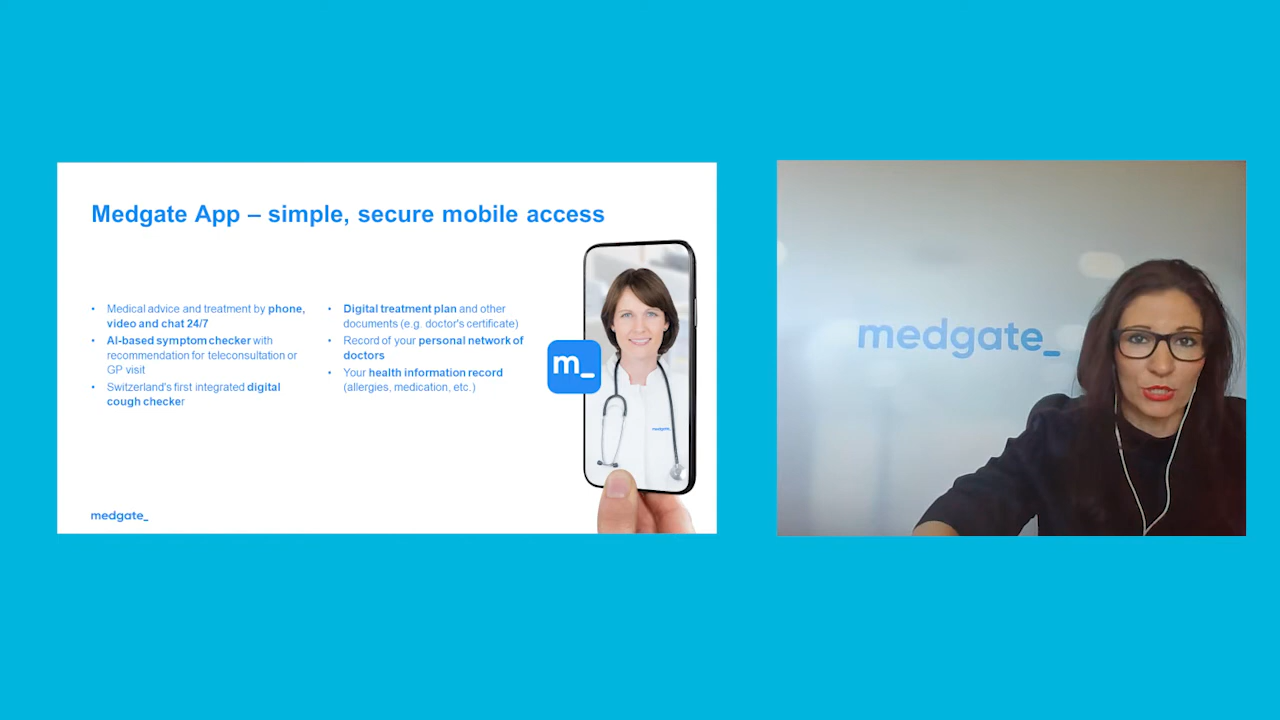 Medgate App – simple, secure mobile access
• Medical advice and treatment by phone,
video and chat 24/7
• AI-based symptom checker with
recommendation for teleconsultation or
GP visit
• Switzerland's first integrated digital
cough checker
• Digital treatment plan and other
documents (e.g. doctor's certificate)
• Record of your personal network of
doctors
• Your health information record
(allergies, medication, etc.)
m_
medgate_
medgate_
medgate_